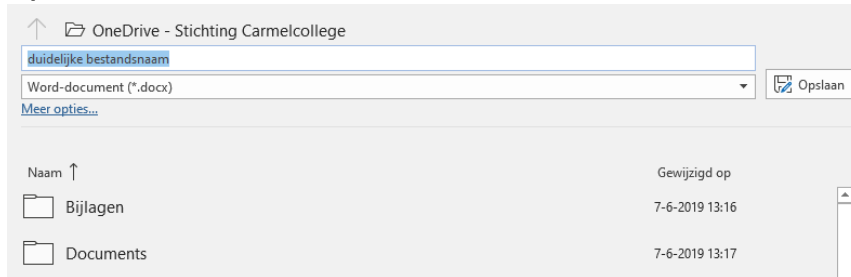 OneDrive - Stichting Carmelcollege
duidelijke bestandsnaam
Word-document (*.docx)
Opslaan
Meer opties...
Naam ↑ Gewijzigd op
Bijlagen 7-6-2019 13:16
Documents 7-6-2019 13:17